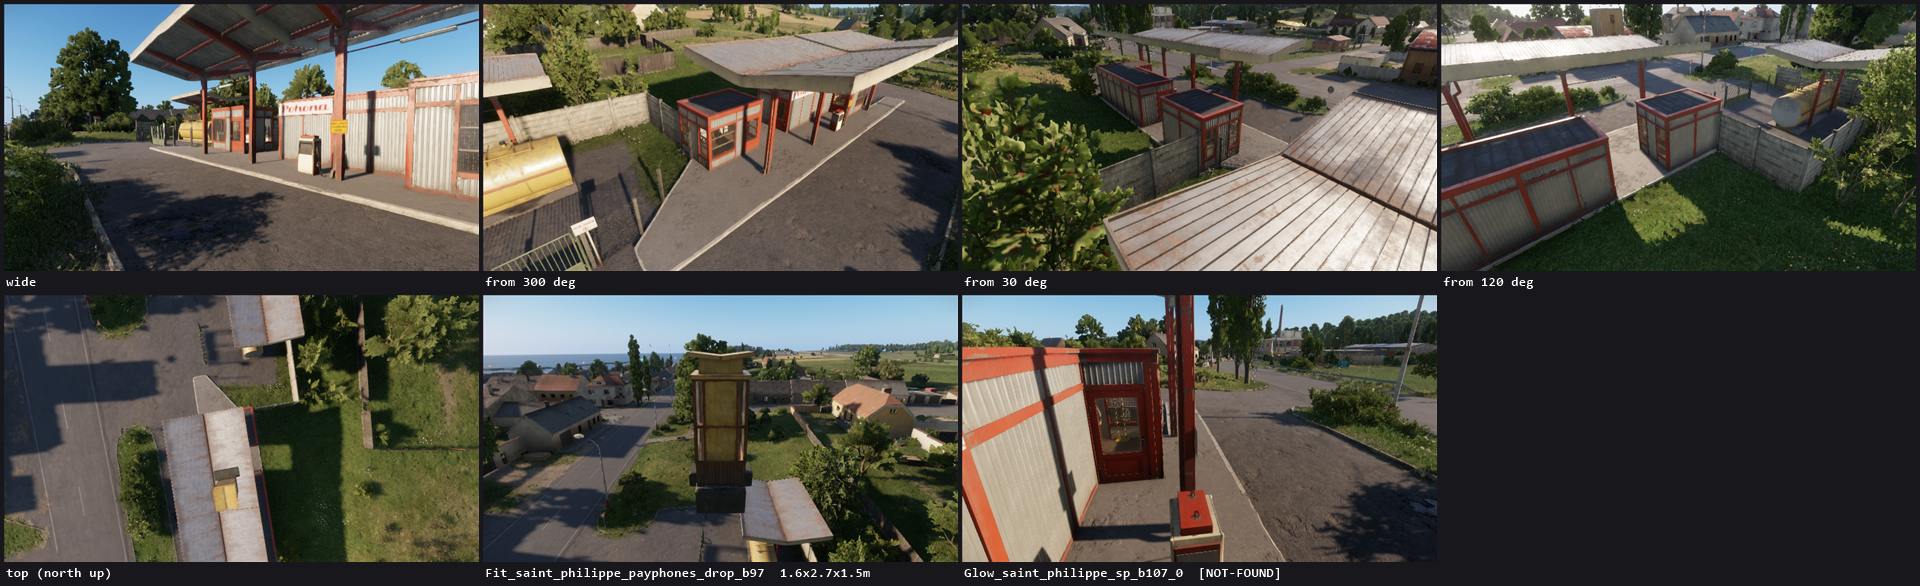 Pohona
wide
from 300 deg
from 30 deg
from 120 deg
top (north up)
Fit_saint_philippe_payphones_drop_b97 1.6x2.7x1.5m
Glow_saint_philippe_sp_b107_0 [NOT-FOUND]